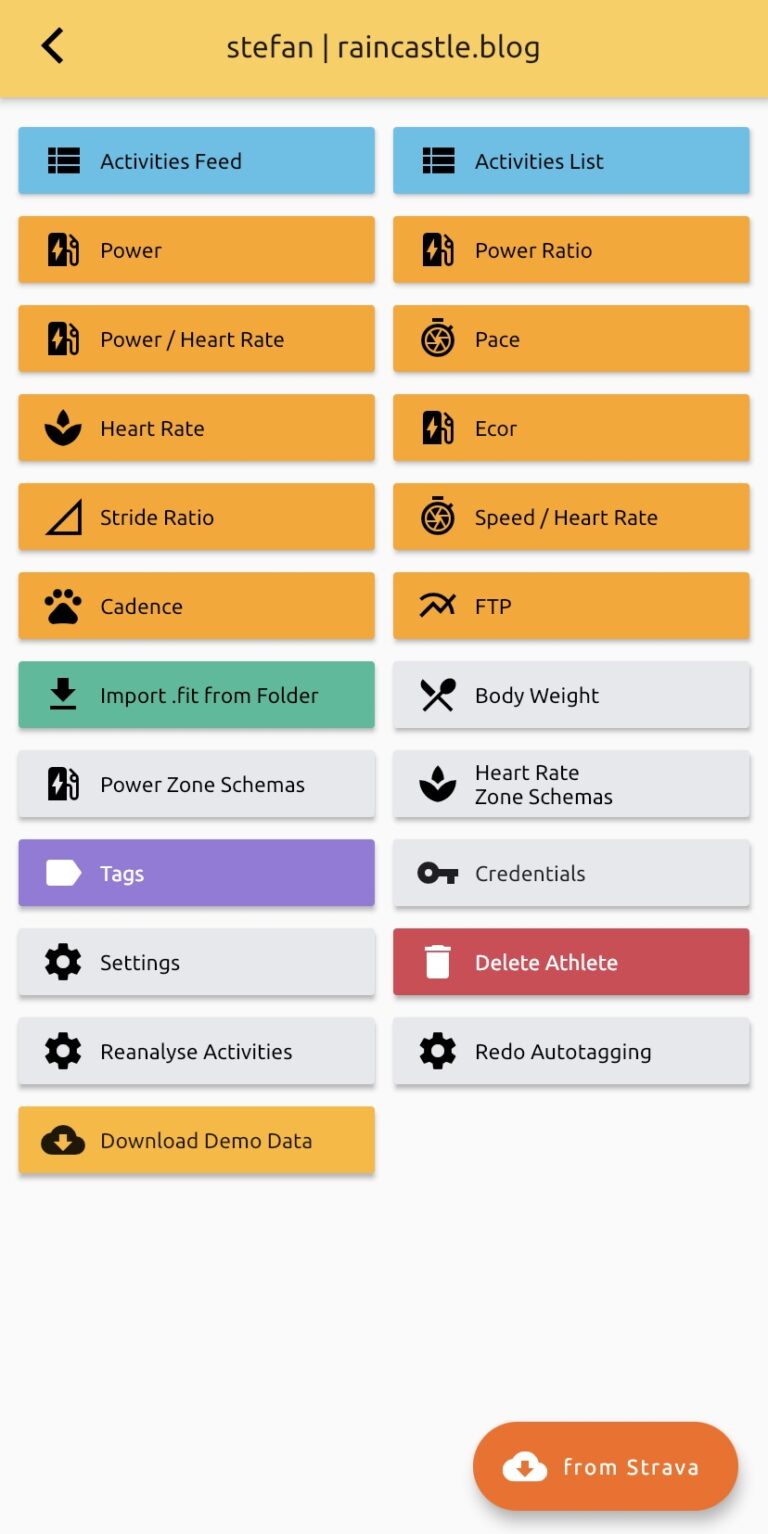 stefan | raincastle.blog
Activities Feed
Activities List
Power
Power Ratio
Power / Heart Rate
Pace
Heart Rate
Ecor
Stride Ratio
Speed / Heart Rate
Cadence
FTP
Import .fit from Folder
Body Weight
Power Zone Schemas
Heart Rate
Zone Schemas
Tags
Credentials
Settings
Delete Athlete
Reanalyse Activities
Redo Autotagging
Download Demo Data
from Strava